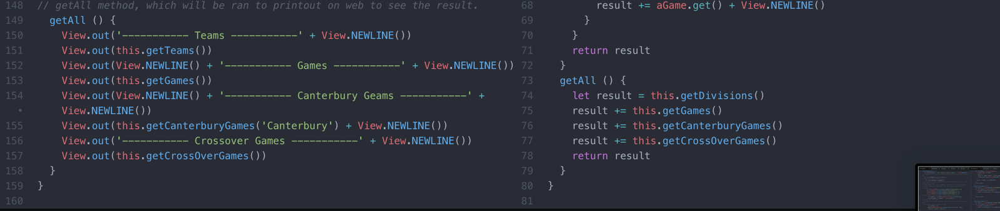 148 // getAll method, which will be ran to printout on web to see the result.
149 getAll () {
150 View.out('----------- Teams -----------' + View.NEWLINE())
151 View.out(this.getTeams())
152 View.out(View.NEWLINE() + '----------- Games -----------' + View.NEWLINE())
153 View.out(this.getGames())
154 View.out(View.NEWLINE() + '----------- Canterbury Geams -----------' +
• View.NEWLINE())
155 View.out(this.getCanterburyGames('Canterbury') + View.NEWLINE())
156 View.out('----------- Crossover Games -----------' + View.NEWLINE())
157 View.out(this.getCrossOverGames())
158 }
159 }
160
68 result += aGame.get() + View.NEWLINE()
69 }
70 }
71 return result
72 }
73 getAll () {
74 let result = this.getDivisions()
75 result += this.getGames()
76 result += this.getCanterburyGames()
77 result += this.getCrossOverGames()
78 return result
79 }
80 }
81